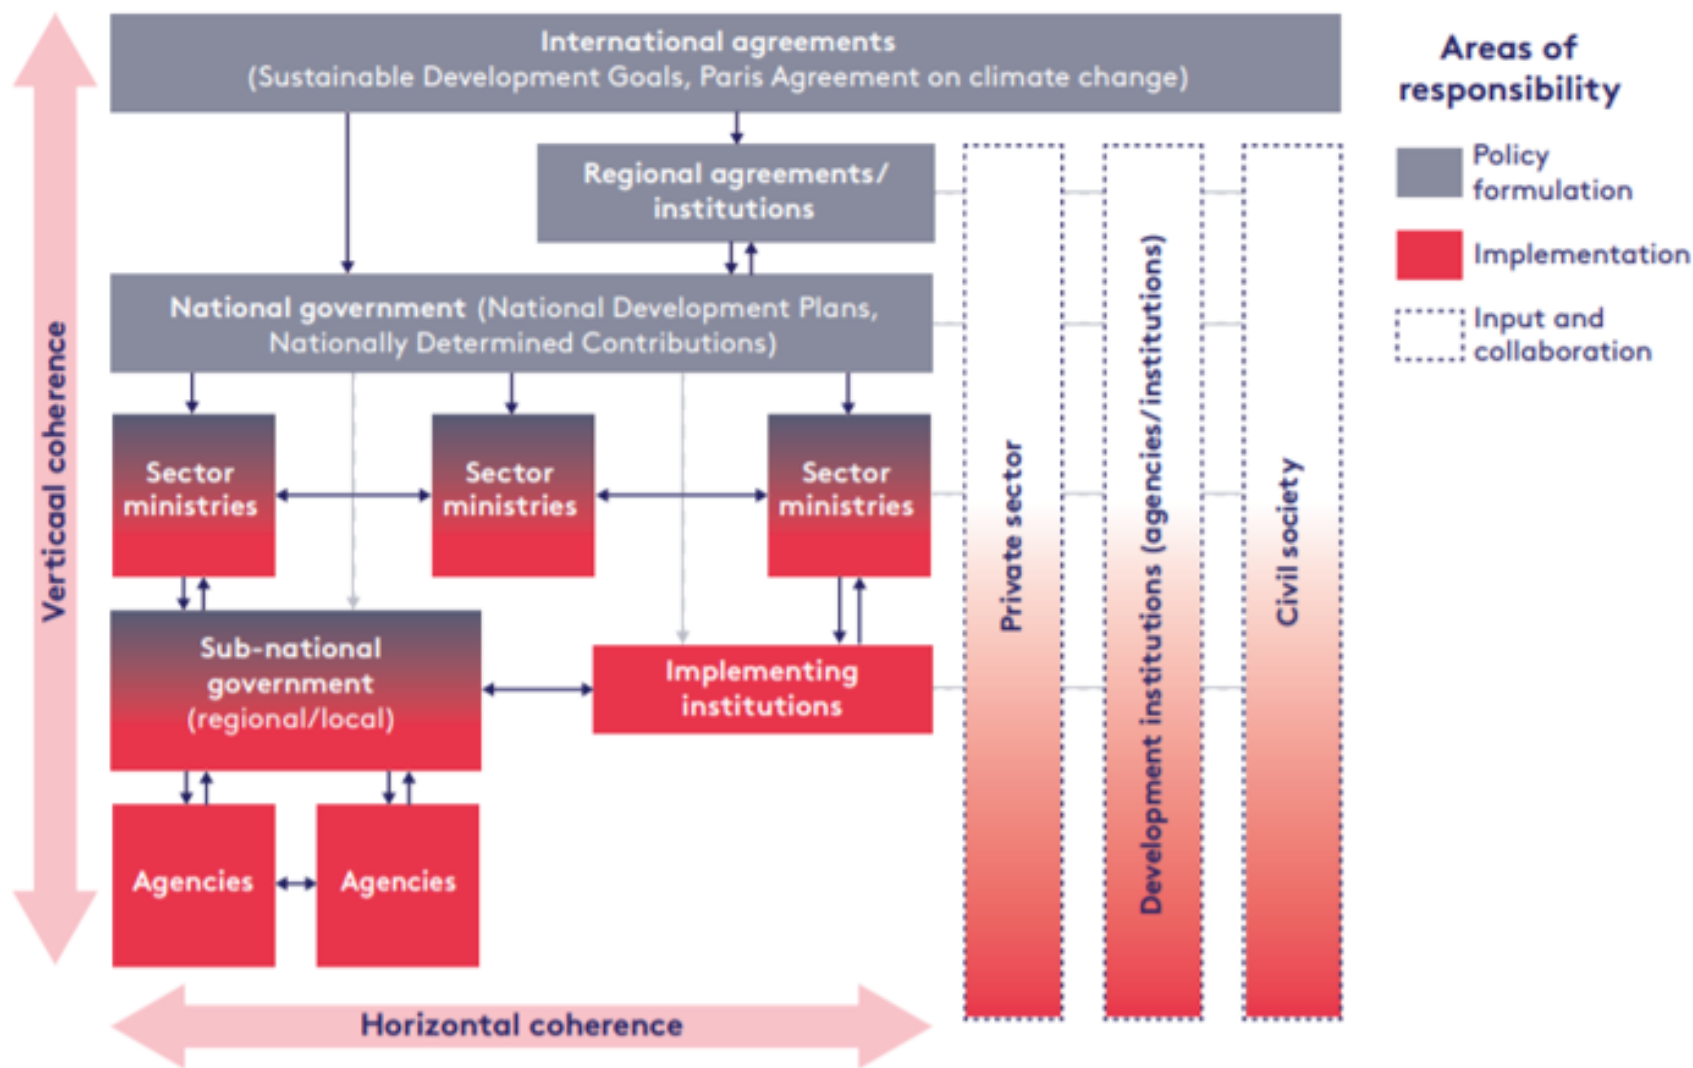 International agreements
(Sustainable Development Goals, Paris Agreement on climate change)
Regional agreements/
institutions
National government (National Development Plans,
Nationally Determined Contributions)
Sector
ministries
Sector
ministries
Sector
ministries
Sub-national
government
(regional/local)
Implementing
institutions
Agencies
Agencies
Verticaal coherence
Horizontal coherence
Private sector
Development institutions (agencies/institutions)
Civil society
Areas of
responsibility
Policy
formulation
Implementation
Input and
collaboration